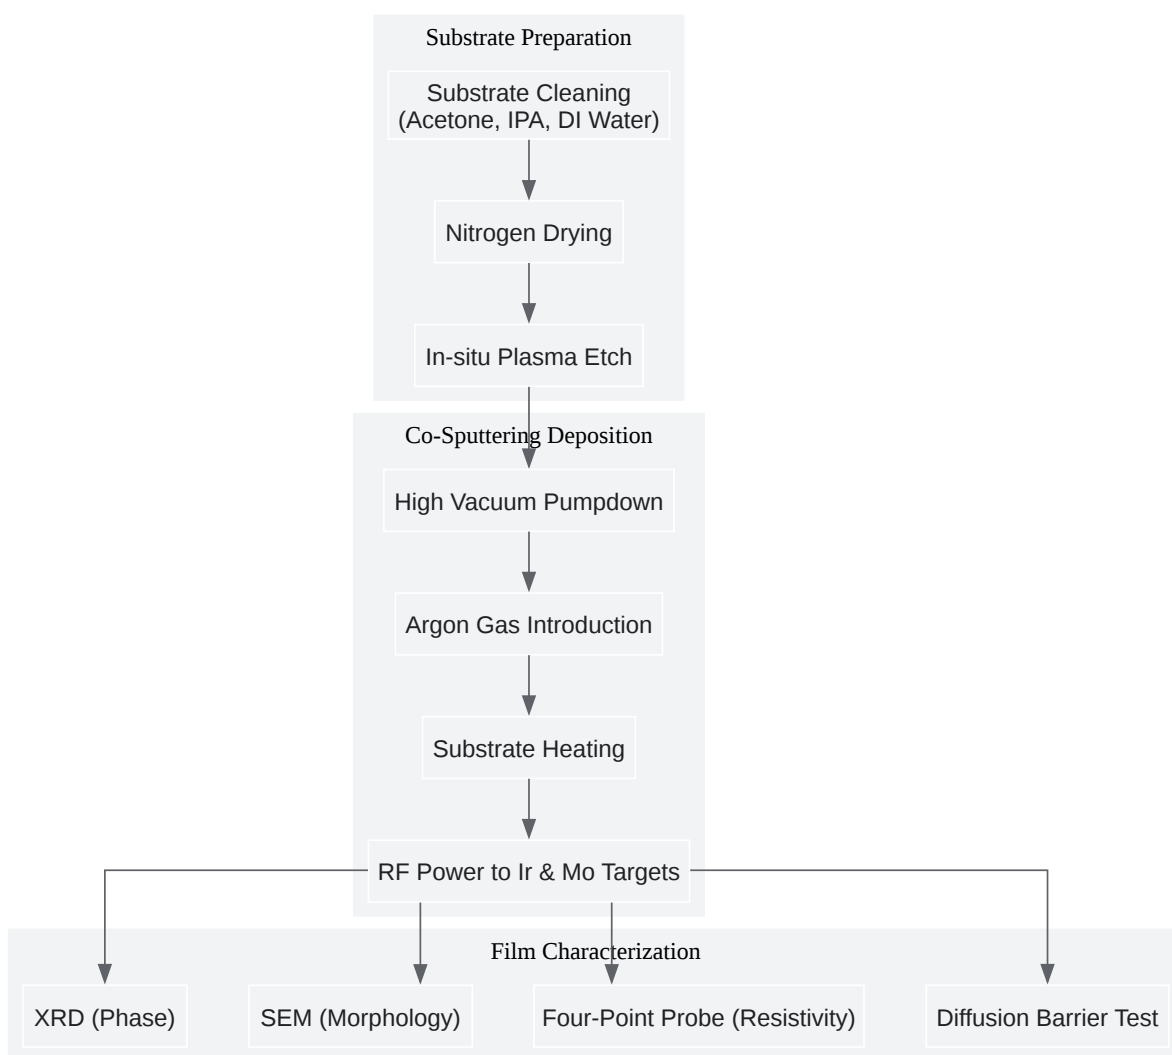 Substrate Preparation
Substrate Cleaning
(Acetone, IPA, DI Water)
Nitrogen Drying
In-situ Plasma Etch
Co-Sputtering Deposition
High Vacuum Pumpdown
Argon Gas Introduction
Substrate Heating
RF Power to Ir & Mo Targets
Film Characterization
XRD (Phase)
SEM (Morphology)
Four-Point Probe (Resistivity)
Diffusion Barrier Test